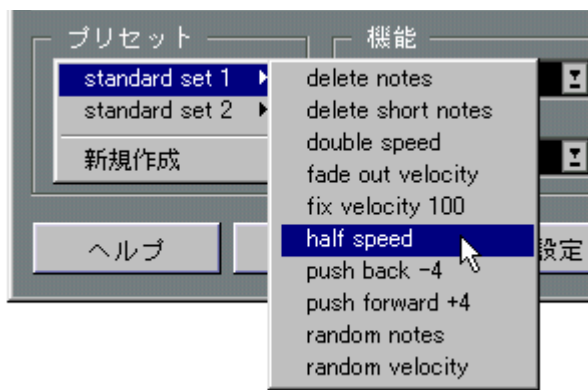 プリセット
機能
standard set 1
standard set 2
新規作成
delete notes
delete short notes
double speed
fade out velocity
fix velocity 100
half speed
push back -4
push forward +4
random notes
random velocity
ヘルプ
設定